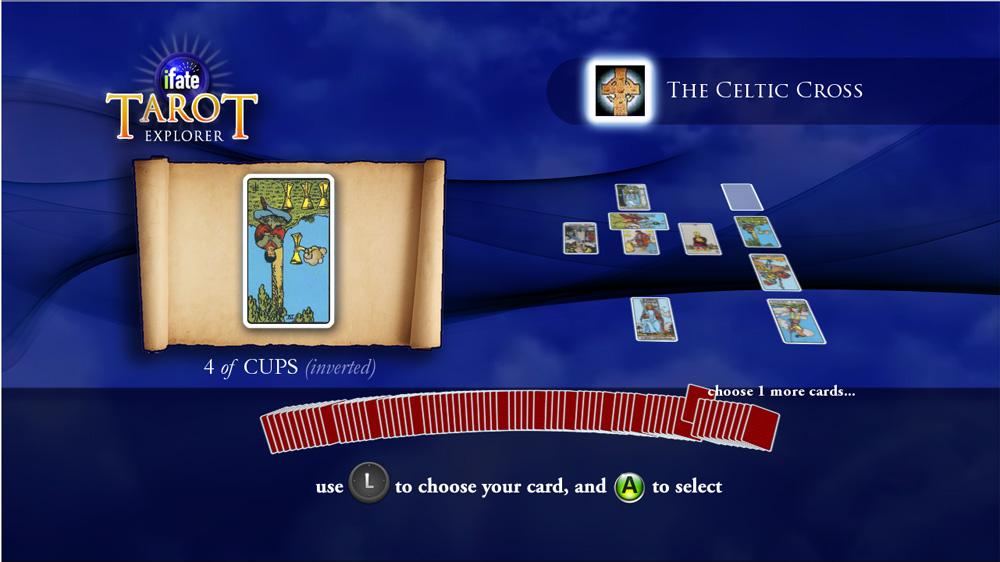 ifate
TAROT
EXPLORER
THE CELTIC CROSS
4 of CUPS (inverted)
choose 1 more cards...
use L to choose your card, and A to select